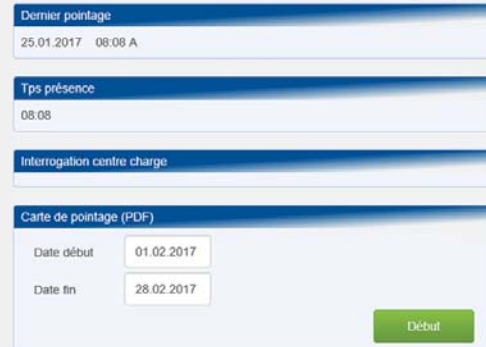 Dernier pointage
25.01.2017 08:08 A
Tps présence
08:08
Interrogation centre charge
Carte de pointage (PDF)
Date début 01.02.2017
Date fin 28.02.2017
Début